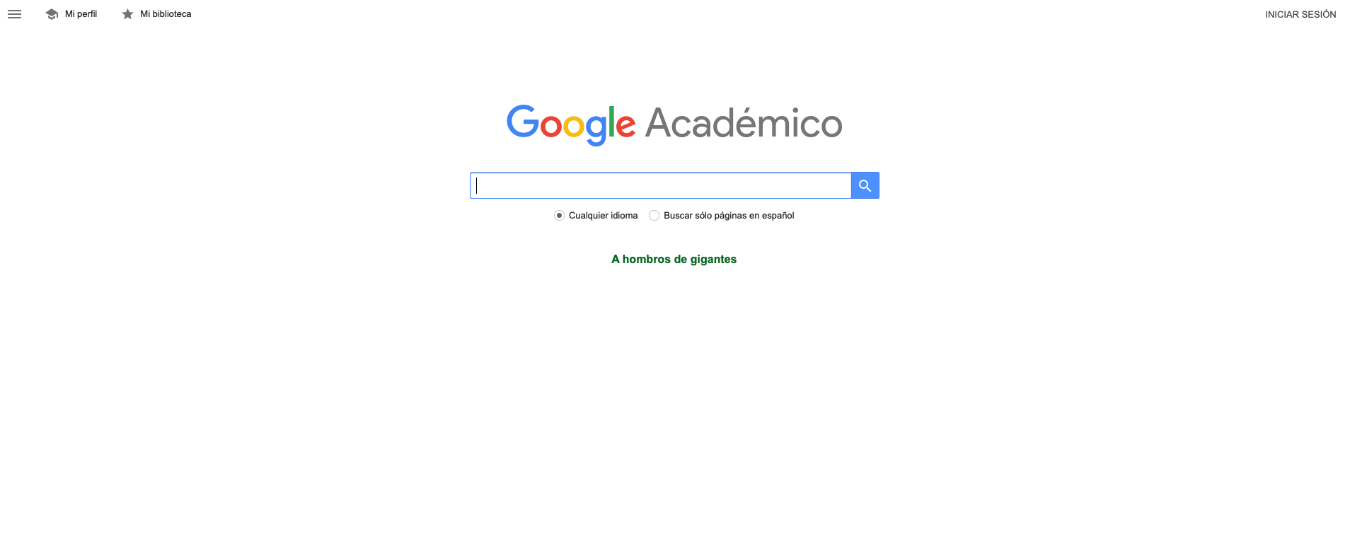 Mi perfil
Mi biblioteca
INICIAR SESIÓN
Google Académico
Cualquier idioma
Buscar sólo páginas en español
A hombros de gigantes